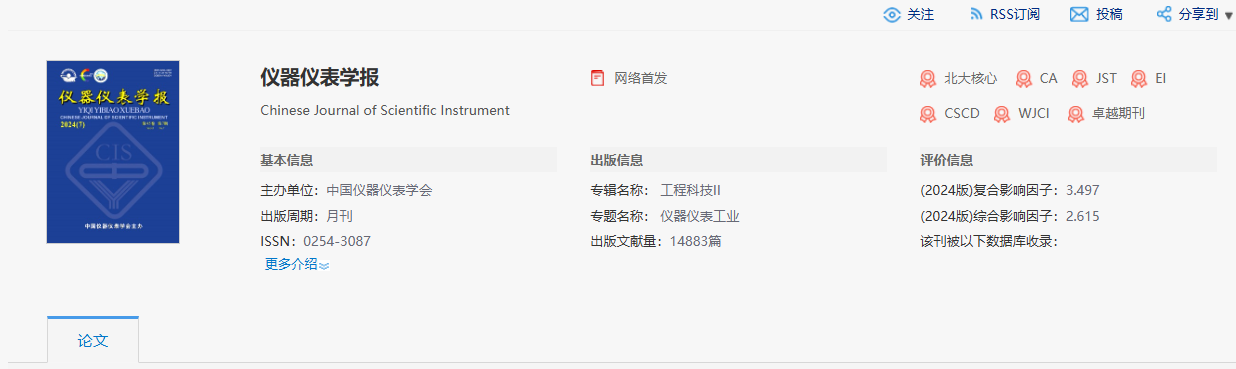 关注 RSS订阅 投稿 分享到
仪器仪表学报
YIQI YIBIAO XUEBAO
CHINESE JOURNAL OF SCIENTIFIC INSTRUMENT
2024(7)
CIS
中国仪器仪表学会主办
仪器仪表学报
Chinese Journal of Scientific Instrument
网络首发
北大核心 CA JST EI
CSCD WJCI 卓越期刊
基本信息
主办单位：中国仪器仪表学会
出版周期：月刊
ISSN：0254-3087
更多介绍
出版信息
专辑名称： 工程科技II
专题名称： 仪器仪表工业
出版文献量：14883篇
评价信息
(2024版)复合影响因子：3.497
(2024版)综合影响因子：2.615
该刊被以下数据库收录：
论文